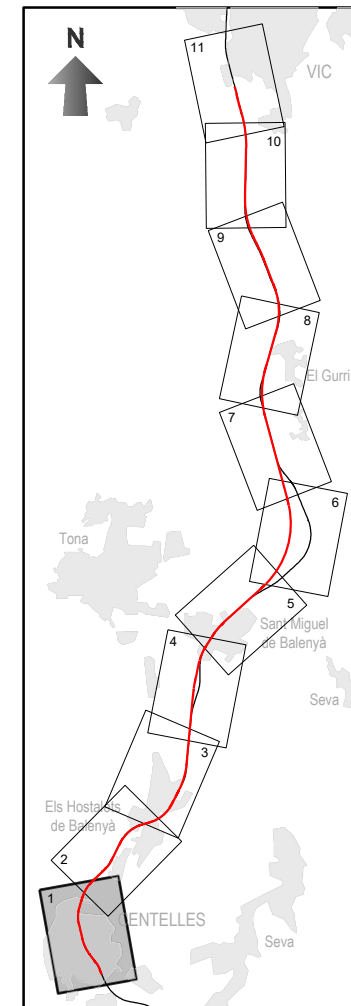 N
11
VIC
10
9
8
El Gurri
7
6
Tona
5
Sant Miguel
de Balenyà
4
Seva
3
Els Hostalets
de Balenyà
2
1
CENTELLES
Seva